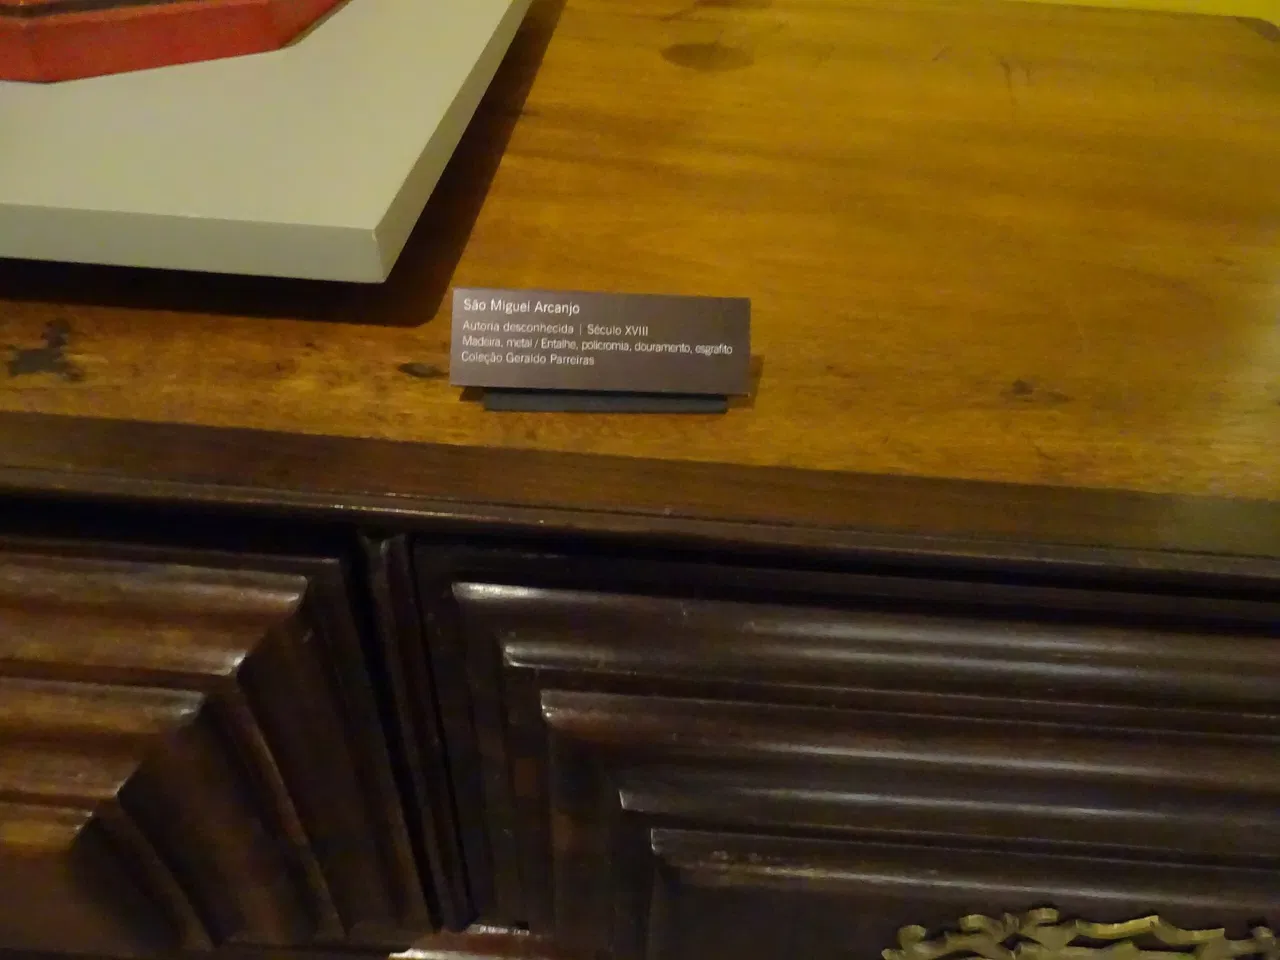 São Miguel Arcanjo
Autoria desconhecida | Século XVIII
Madeira, metal / Entalhe, policromia, douramento, esgrafito
Coleção Geraldo Parreiras